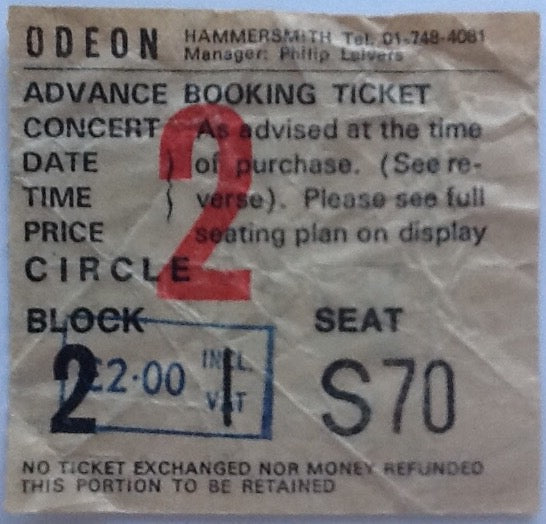 ODEON HAMMERSMITH Tel. 01-748-4081
Manager: Philip Leivers
ADVANCE BOOKING TICKET
CONCERT As advised at the time
DATE ) of purchase. (See re-
TIME ) verse). Please see full
PRICE seating plan on display
CIRCLE
2
BLOCK SEAT
2 £2·00 INCL. VAT S70
NO TICKET EXCHANGED NOR MONEY REFUNDED
THIS PORTION TO BE RETAINED